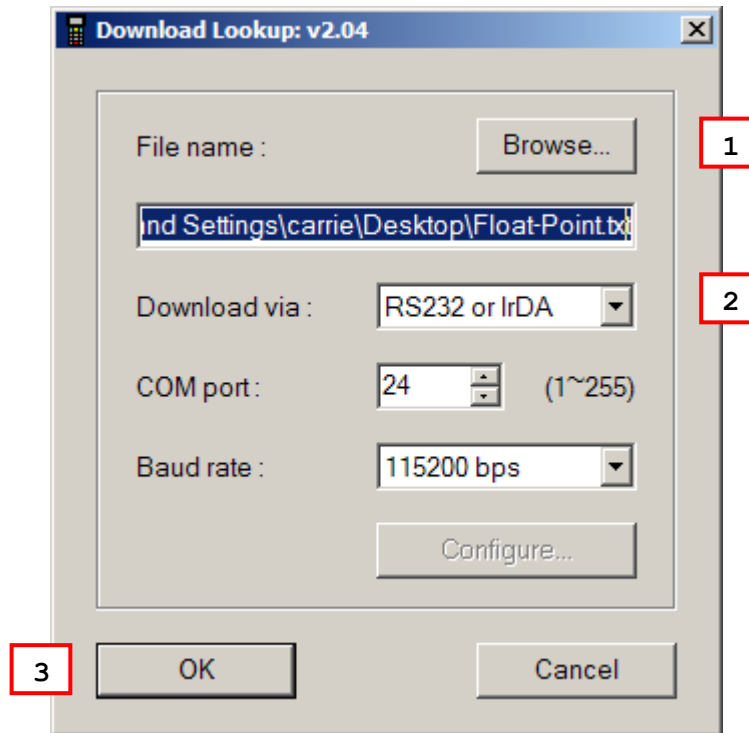 Download Lookup: v2.04
File name :
Browse...
1
nd Settings\carrie\Desktop\Float-Point.txt
Download via :
RS232 or IrDA
2
COM port :
24
(1~255)
Baud rate :
115200 bps
Configure...
3
OK
Cancel